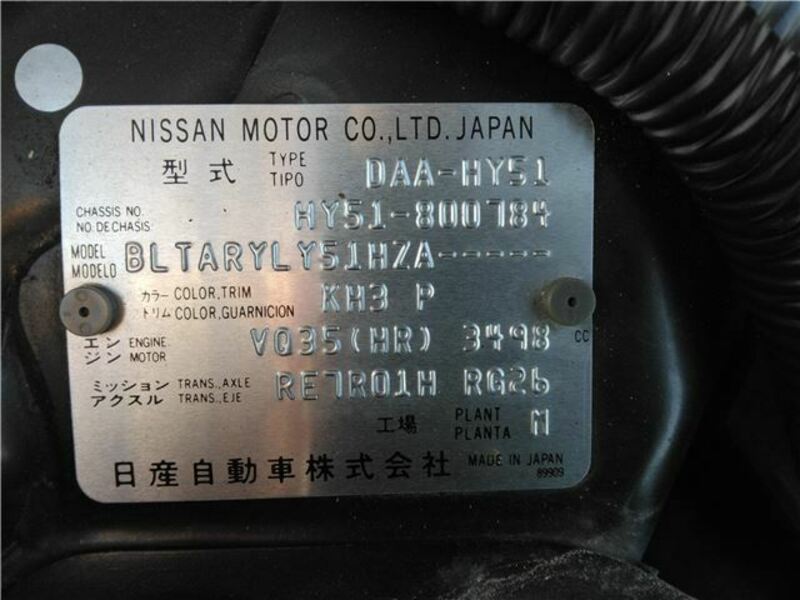 NISSAN MOTOR CO.,LTD. JAPAN
型式 TYPE TIPO DAA-HY51
CHASSIS NO. NO. DE CHASIS HY51-800784
MODEL MODELO BLTARYLY51HZA-----
カラー COLOR,TRIM KH3 P
トリム COLOR,GUARNICION
エンジン ENGINE MOTOR VQ35(HR) 3498 CC
ミッション TRANS.,AXLE RE7R01H RG26
アクスル TRANS.,EJE
工場 PLANT PLANTA M
日産自動車株式会社 MADE IN JAPAN
89909